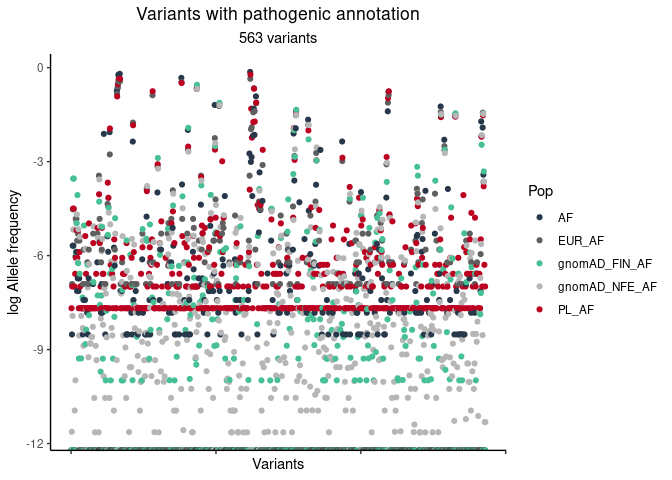 Variants with pathogenic annotation
563 variants
0
-3
-6
-9
-12
log Allele frequency
Variants
Pop
AF
EUR_AF
gnomAD_FIN_AF
gnomAD_NFE_AF
PL_AF